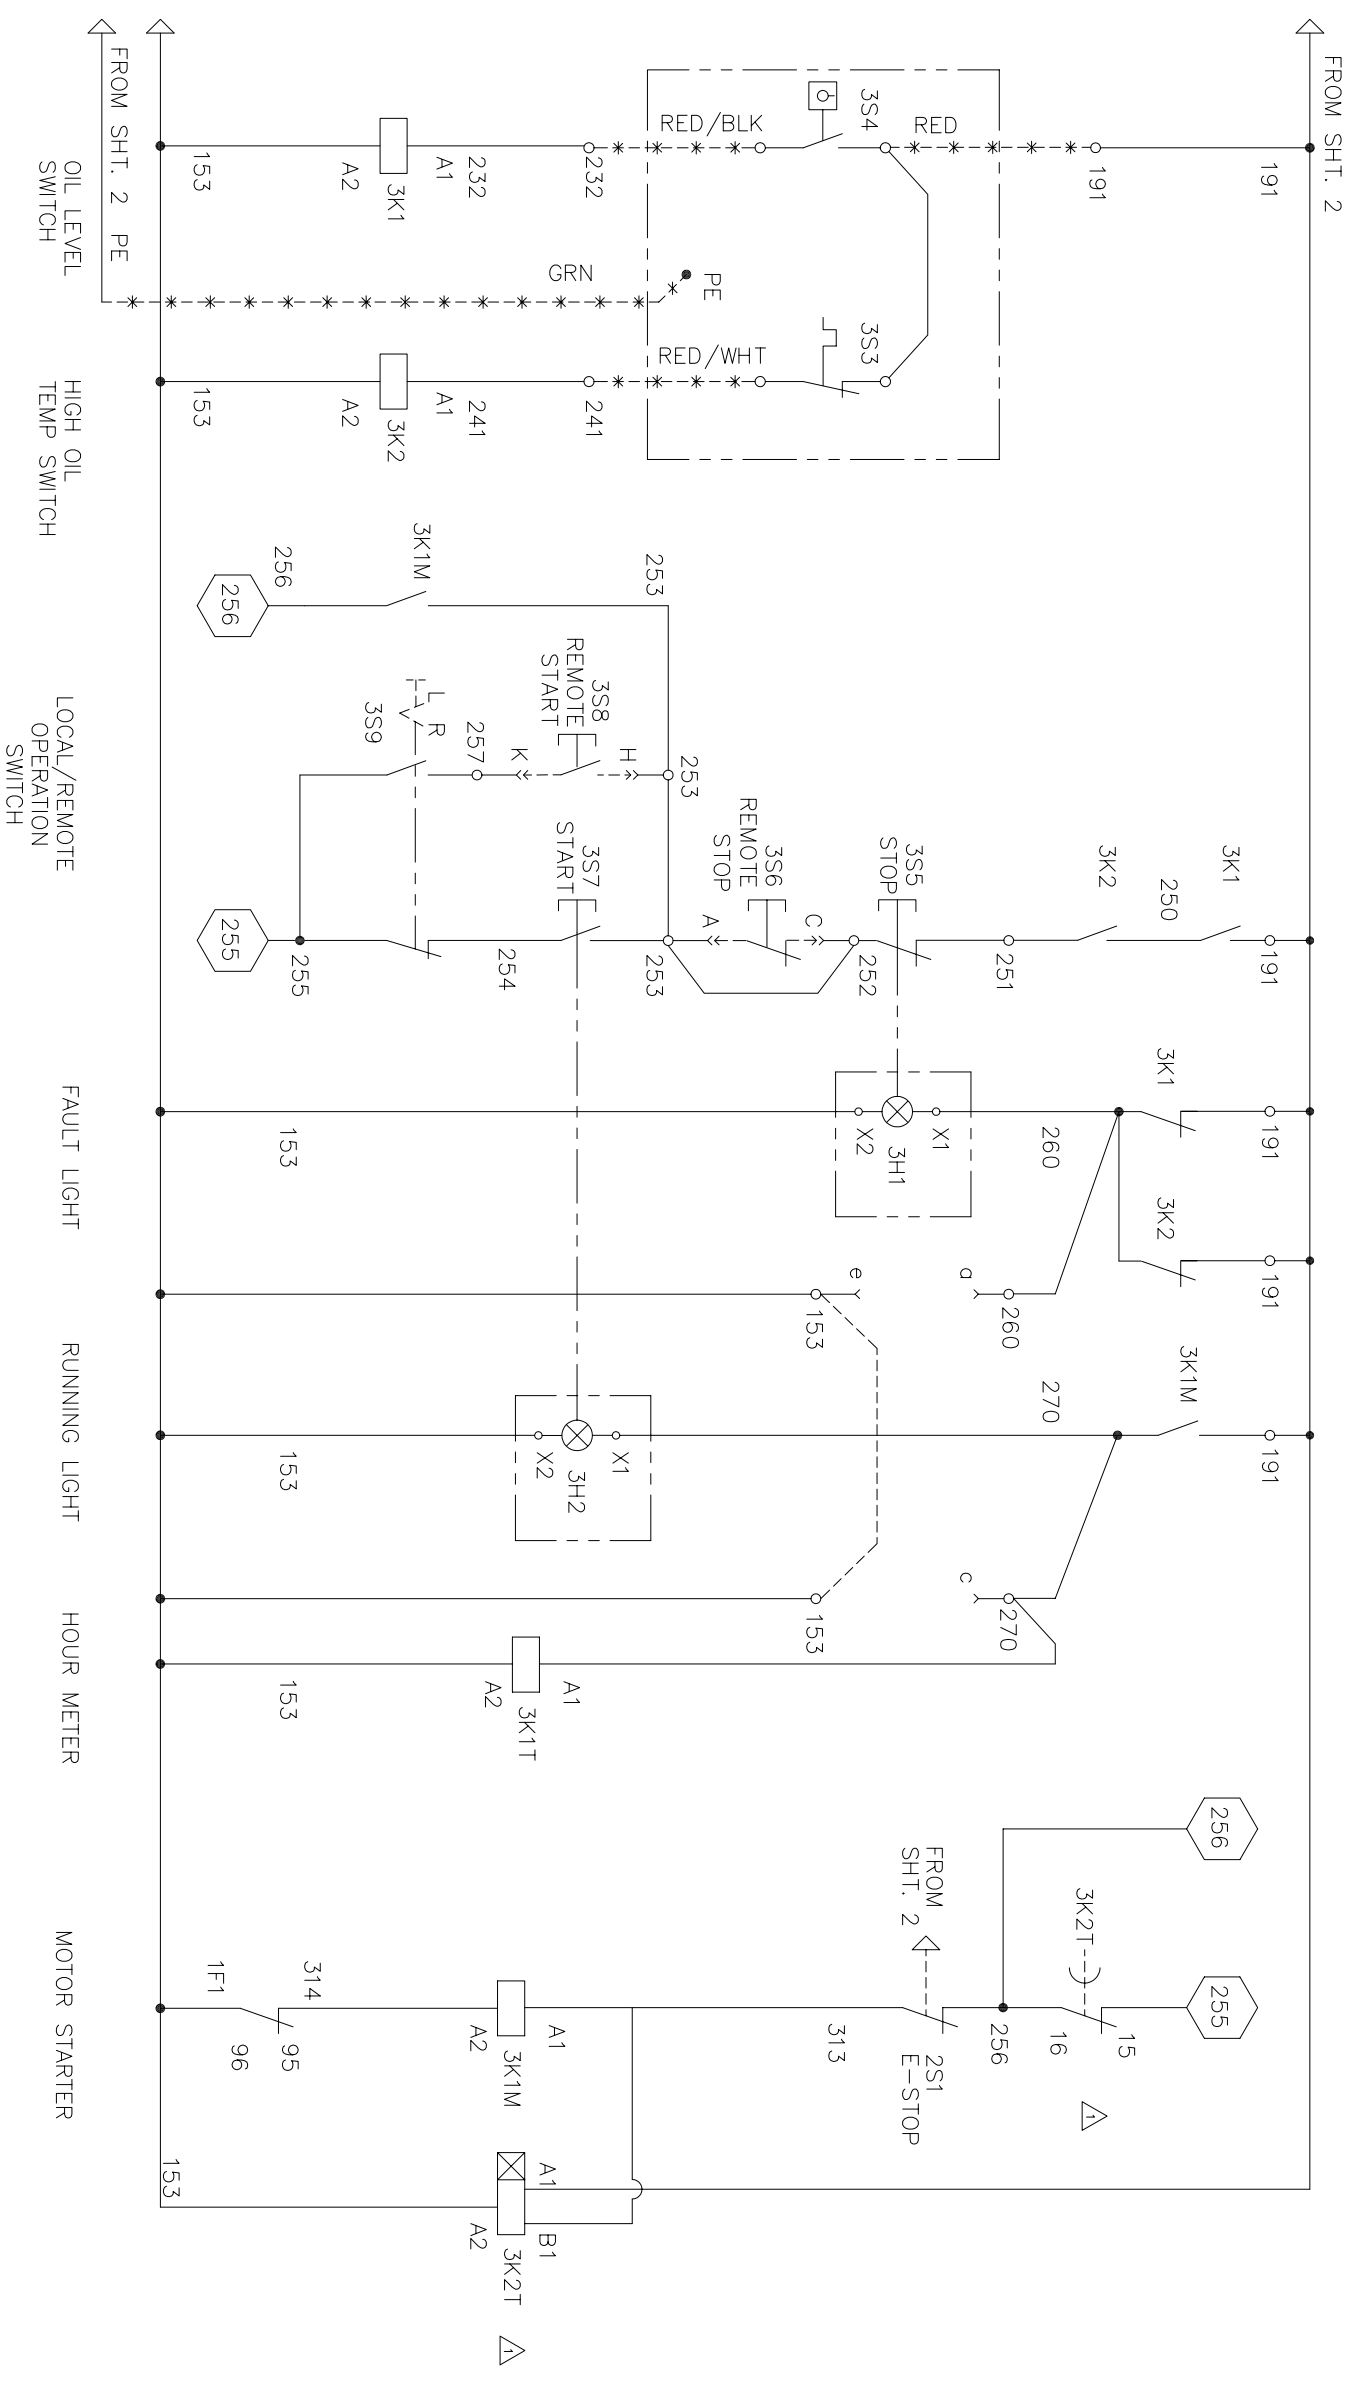 FROM SHT. 2
191
191
RED
3S4
RED/BLK
232
232
A1
3K1
A2
153
FROM SHT. 2 PE
OIL LEVEL
SWITCH
PE
GRN
3S3
RED/WHT
241
241
A1
3K2
A2
153
HIGH OIL
TEMP SWITCH
253
3K1M
256
256
253
H
3S8
REMOTE
START
K
257
L
R
3S9
LOCAL/REMOTE
OPERATION
SWITCH
191
3K1
250
3K2
251
3S5
STOP
252
C
3S6
REMOTE
STOP
A
253
3S7
START
254
255
255
191
3K1
260
X1
3H1
X2
153
FAULT LIGHT
191
3K2
260
a
e
153
191
3K1M
270
X1
3H2
X2
153
RUNNING LIGHT
270
c
153
A1
3K1T
A2
153
HOUR METER
256
255
3K2T
15
16
1
256
FROM
SHT. 2
2S1
E-STOP
313
A1
3K1M
A2
314
1F1
95
96
MOTOR STARTER
A1
B1
3K2T
A2
1
153